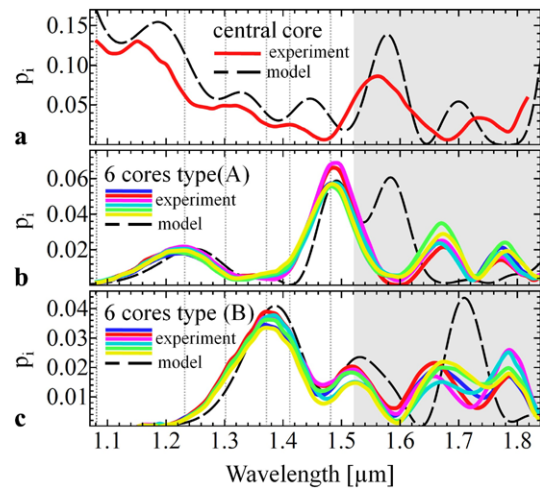 0.15
0.10
0.05
p_i
central core
experiment
model
a
0.06
0.04
0.02
p_i
6 cores type(A)
experiment
model
b
0.04
0.03
0.02
0.01
p_i
6 cores type (B)
experiment
model
c
1.1 1.2 1.3 1.4 1.5 1.6 1.7 1.8
Wavelength [µm]